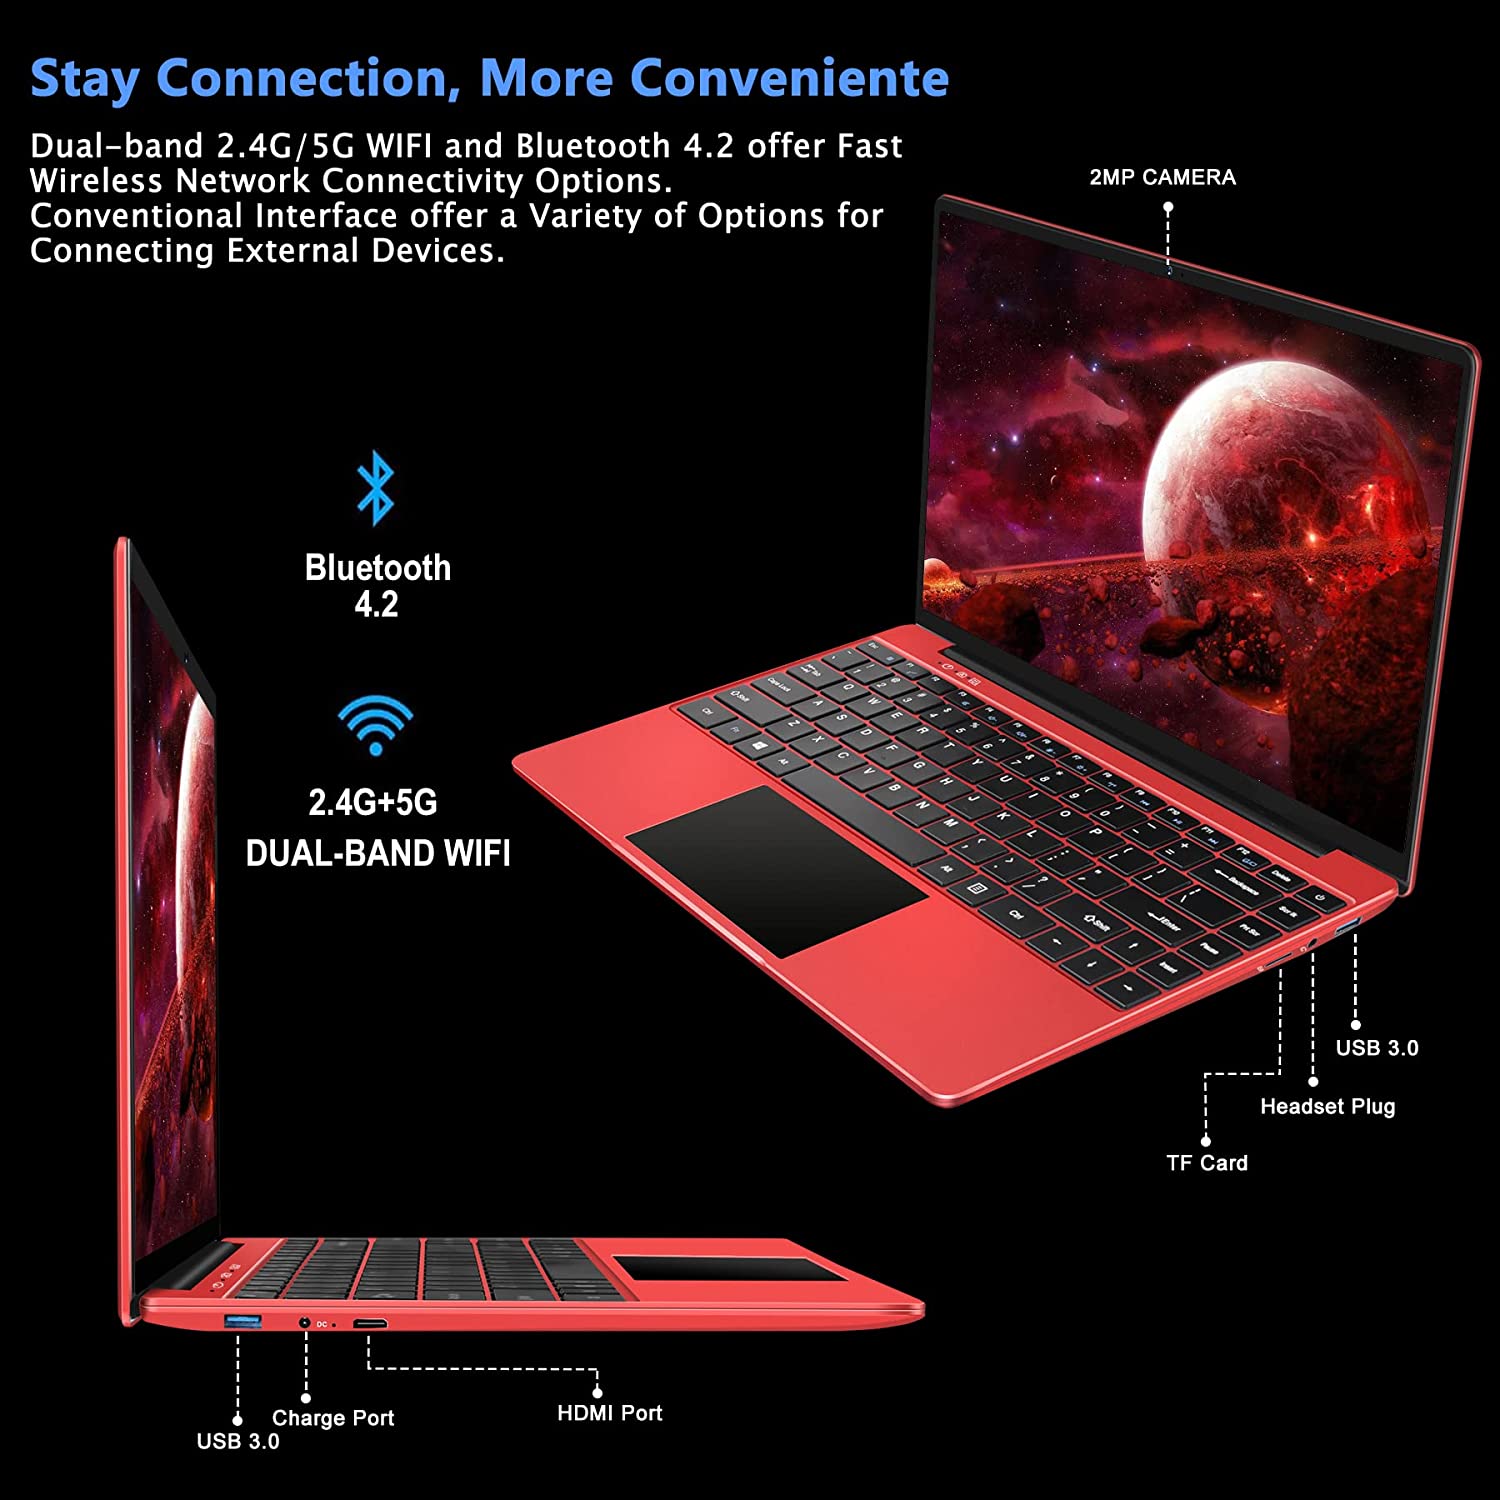 Stay Connection, More Conveniente
Dual-band 2.4G/5G WIFI and Bluetooth 4.2 offer Fast
Wireless Network Connectivity Options.
Conventional Interface offer a Variety of Options for
Connecting External Devices.
2MP CAMERA
Bluetooth
4.2
2.4G+5G
DUAL-BAND WIFI
USB 3.0
Headset Plug
TF Card
DC
USB 3.0
Charge Port
HDMI Port